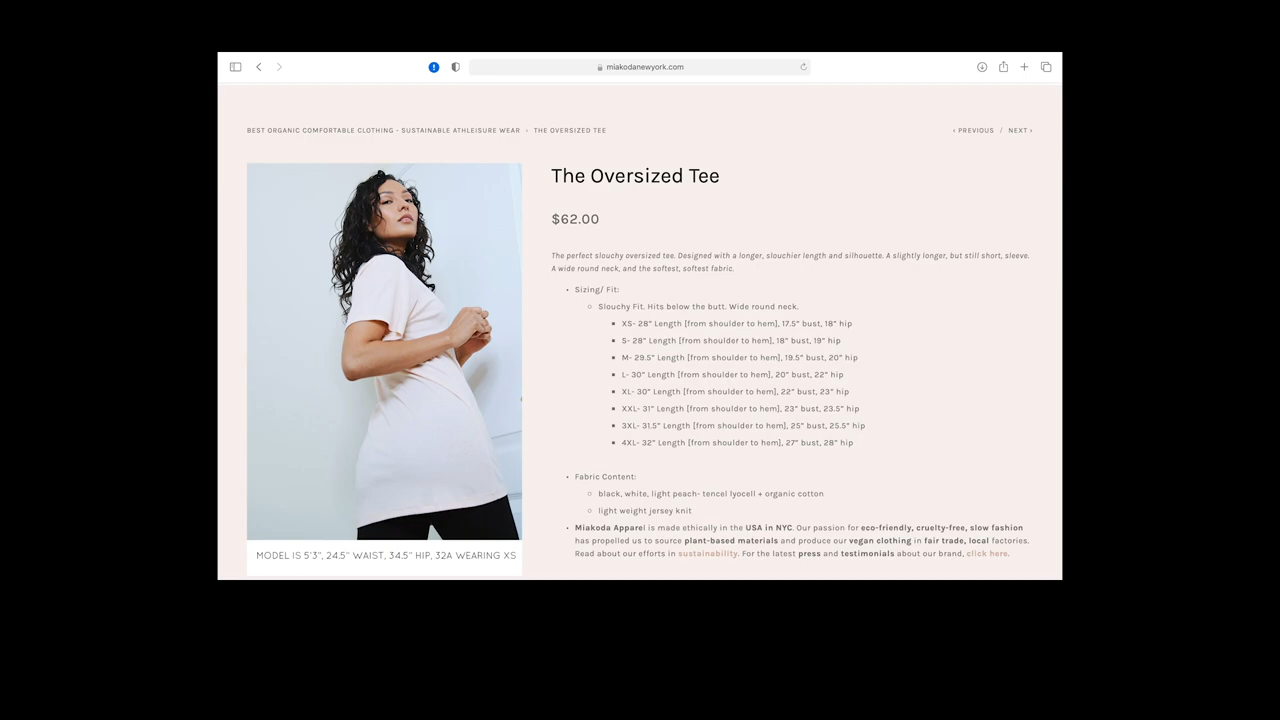 miakodanewyork.com
BEST ORGANIC COMFORTABLE CLOTHING - SUSTAINABLE ATHLEISURE WEAR › THE OVERSIZED TEE
‹ PREVIOUS / NEXT ›
The Oversized Tee
$62.00
The perfect slouchy oversized tee. Designed with a longer, slouchier length and silhouette. A slightly longer, but still short, sleeve.
A wide round neck, and the softest, softest fabric.
• Sizing/ Fit:
○ Slouchy Fit. Hits below the butt. Wide round neck.
▪ XS- 28” Length [from shoulder to hem], 17.5” bust, 18” hip
▪ S- 28” Length [from shoulder to hem], 18” bust, 19” hip
▪ M- 29.5” Length [from shoulder to hem], 19.5” bust, 20” hip
▪ L- 30” Length [from shoulder to hem], 20” bust, 22” hip
▪ XL- 30” Length [from shoulder to hem], 22” bust, 23” hip
▪ XXL- 31” Length [from shoulder to hem], 23” bust, 23.5” hip
▪ 3XL- 31.5” Length [from shoulder to hem], 25” bust, 25.5” hip
▪ 4XL- 32” Length [from shoulder to hem], 27” bust, 28” hip
• Fabric Content:
○ black, white, light peach- tencel lyocell + organic cotton
○ light weight jersey knit
• Miakoda Apparel is made ethically in the USA in NYC. Our passion for eco-friendly, cruelty-free, slow fashion
has propelled us to source plant-based materials and produce our vegan clothing in fair trade, local factories.
Read about our efforts in sustainability. For the latest press and testimonials about our brand, click here.
MODEL IS 5'3", 24.5" WAIST, 34.5" HIP, 32A WEARING XS